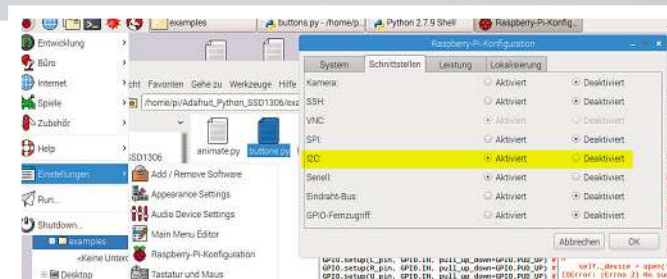 examples
buttons.py - /home/p...
Python 2.7.9 Shell
Raspberry-Pi-Konfig...
Entwicklung
Büro
Internet
Spiele
Zubehör
Help
Einstellungen
Run...
Shutdown...
examples
<Keine Unterc
Desktop
cht Favoriten Gehe zu Werkzeuge Hilfe
/home/pi/Adafruit_Python_SSD1306/exa
SSD1306
animate.py
buttons.py
Add / Remove Software
Appearance Settings
Audio Device Settings
Main Menu Editor
Raspberry-Pi-Konfiguration
Tastatur und Maus
Raspberry-Pi-Konfiguration
System Schnittstellen Leistung Lokalisierung
Kamera: Aktiviert Deaktiviert
SSH: Aktiviert Deaktiviert
VNC: Aktiviert Deaktiviert
SPI: Aktiviert Deaktiviert
I2C: Aktiviert Deaktiviert
Seriell: Aktiviert Deaktiviert
Eindraht-Bus: Aktiviert Deaktiviert
GPIO-Fernzugriff: Aktiviert Deaktiviert
Abbrechen OK
GPIO.setup(L_pin, GPIO.IN, pull_up_down=GPIO.PUD_UP) #
GPIO.setup(R_pin, GPIO.IN, pull_up_down=GPIO.PUD_UP) #
GPIO.setup(U_pin, GPIO.IN, pull_up_down=GPIO.PUD_UP) #
self._device = open(
IOError: [Errno 2] No su